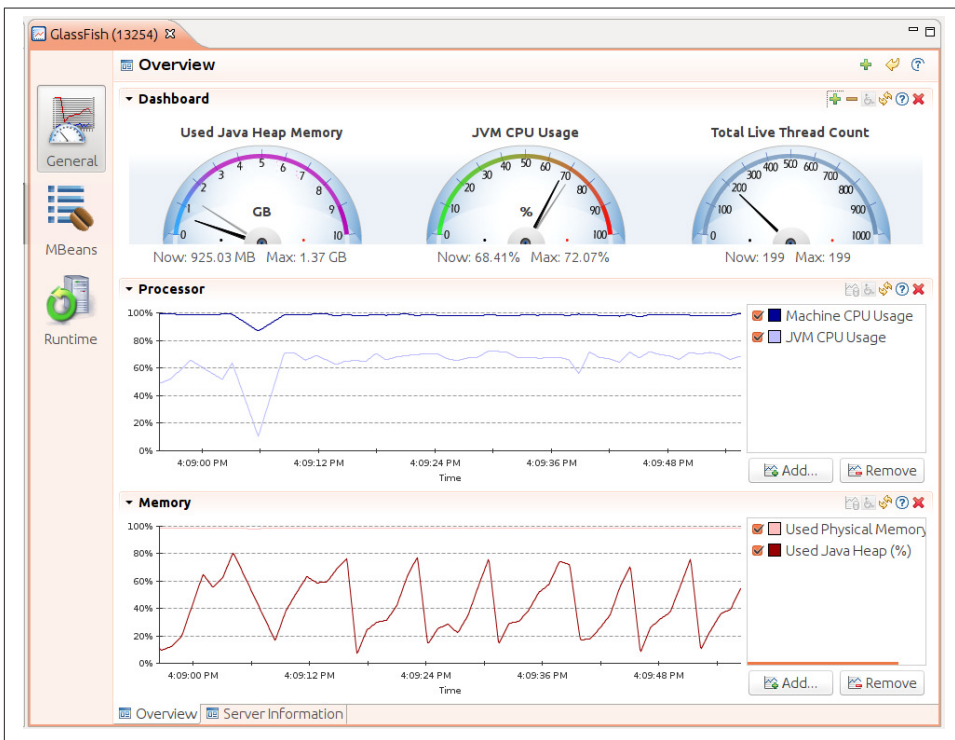 GlassFish (13254)
Overview
General
MBeans
Runtime
Dashboard
Used Java Heap Memory
0 1 2 3 4 5 6 7 8 9 10
GB
Now: 925.03 MB Max: 1.37 GB
JVM CPU Usage
0 10 20 30 40 50 60 70 80 90 100
%
Now: 68.41% Max: 72.07%
Total Live Thread Count
0 100 200 300 400 500 600 700 800 900 1000
Now: 199 Max: 199
Processor
100%
80%
60%
40%
20%
0%
4:09:00 PM 4:09:12 PM 4:09:24 PM 4:09:36 PM 4:09:48 PM
Time
Machine CPU Usage
JVM CPU Usage
Add... Remove
Memory
100%
80%
60%
40%
20%
0%
4:09:00 PM 4:09:12 PM 4:09:24 PM 4:09:36 PM 4:09:48 PM
Time
Used Physical Memory
Used Java Heap (%)
Add... Remove
Overview Server Information